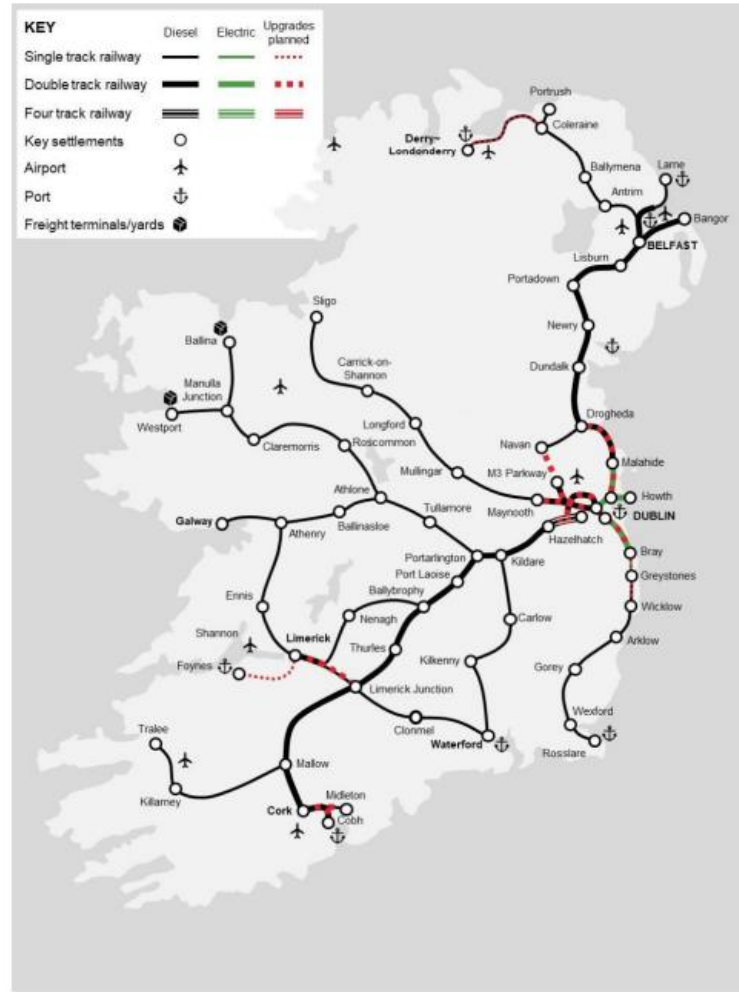 KEY
Diesel
Electric
Upgrades
planned
Single track railway
Double track railway
Four track railway
Key settlements
Airport
Port
Freight terminals/yards
Portrush
Coleraine
Derry~
Londonderry
Ballymena
Larne
Antrim
Bangor
BELFAST
Lisburn
Portadown
Newry
Sligo
Ballina
Carrick-on-
Shannon
Dundalk
Manulla
Junction
Westport
Longford
Drogheda
Claremorris
Roscommon
Navan
Malahide
Mullingar
M3 Parkway
Howth
Athlone
Maynooth
DUBLIN
Tullamore
Galway
Ballinasloe
Hazelhatch
Athenry
Bray
Portarlington
Kildare
Greystones
Port Laoise
Ballybrophy
Ennis
Wicklow
Nenagh
Carlow
Shannon
Limerick
Arklow
Thurles
Foynes
Kilkenny
Gorey
Limerick Junction
Wexford
Tralee
Clonmel
Waterford
Rosslare
Mallow
Killarney
Midleton
Cork
Cobh